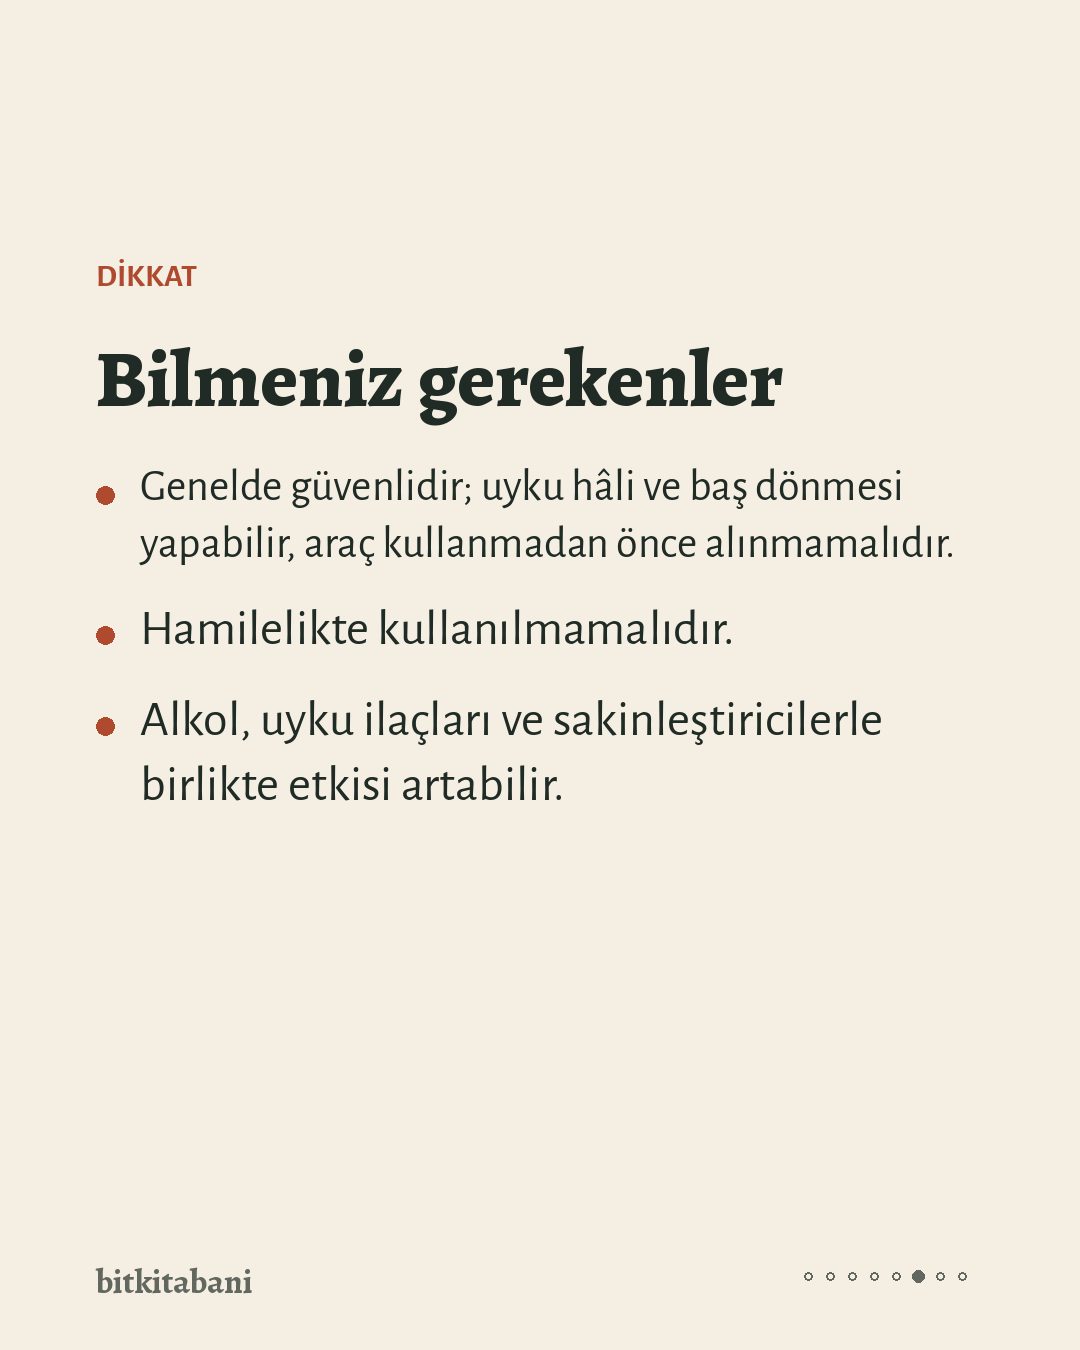 DİKKAT
Bilmeniz gerekenler
Genelde güvenlidir; uyku hâli ve baş dönmesi
yapabilir, araç kullanmadan önce alınmamalıdır.
Hamilelikte kullanılmamalıdır.
Alkol, uyku ilaçları ve sakinleştiricilerle
birlikte etkisi artabilir.
bitkitabani